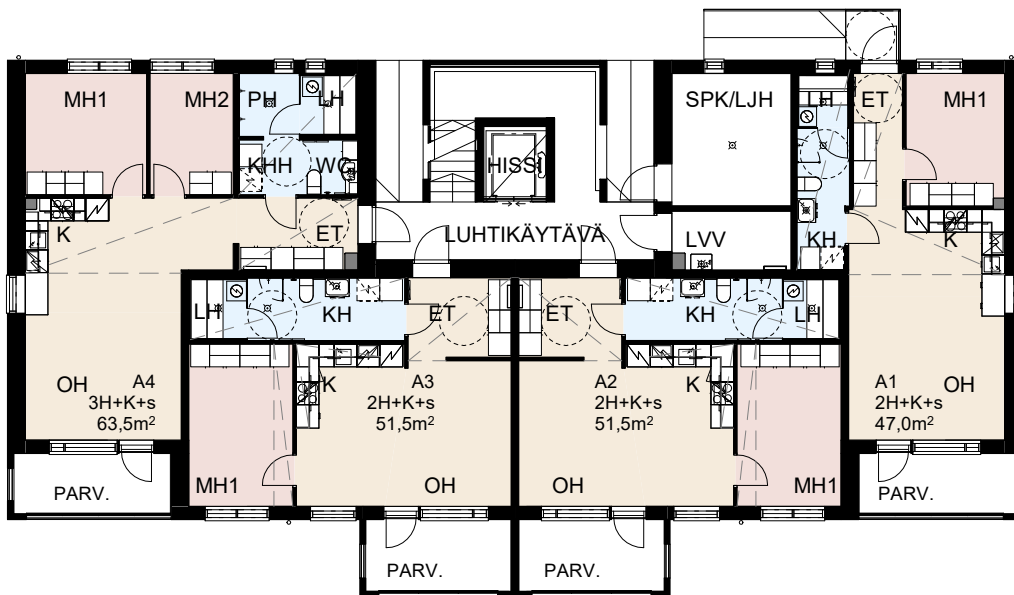 MH1
MH2
PH
LH
SPK/LJH
LH
ET
MH1
KHH
WC
HISSI
K
ET
LUHTIKÄYTÄVÄ
LVV
KH
K
LH
KH
ET
ET
KH
LH
OH
A4
3H+K+s
63,5m²
K
A3
2H+K+s
51,5m²
A2
2H+K+s
51,5m²
K
A1
2H+K+s
47,0m²
OH
MH1
OH
OH
MH1
PARV.
PARV.
PARV.
PARV.